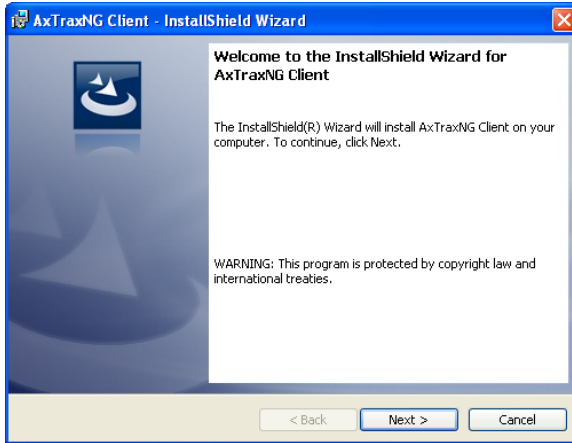 AxTraxNG Client - InstallShield Wizard
Welcome to the InstallShield Wizard for
AxTraxNG Client
The InstallShield(R) Wizard will install AxTraxNG Client on your
computer. To continue, click Next.
WARNING: This program is protected by copyright law and
international treaties.
< Back Next > Cancel